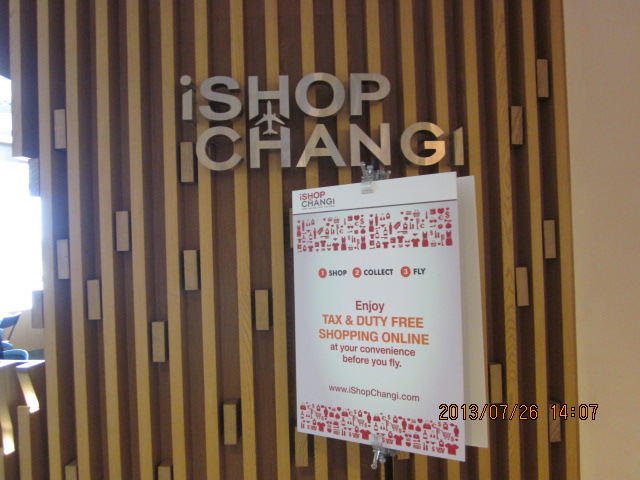 iSHOP
CHANGI
iSHOP
CHANGI
1 SHOP 2 COLLECT 3 FLY
Enjoy
TAX & DUTY FREE
SHOPPING ONLINE
at your convenience
before you fly.
www.iShopChangi.com
2013/07/26 14:07